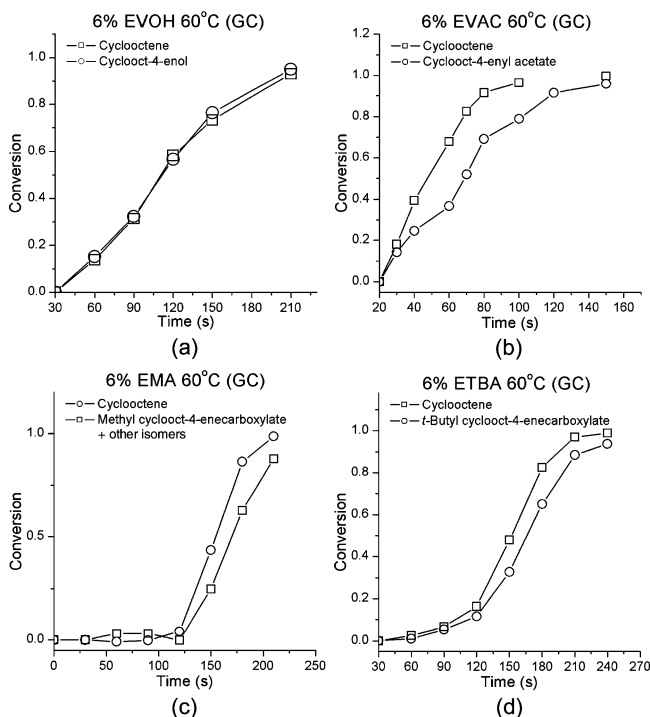 6% EVOH 60°C (GC)
Cyclooctene
Cyclooct-4-enol
Conversion
1.0
0.8
0.6
0.4
0.2
0.0
30 60 90 120 150 180 210
Time (s)
(a)
6% EVAC 60°C (GC)
Cyclooctene
Cyclooct-4-enyl acetate
Conversion
1.2
1.0
0.8
0.6
0.4
0.2
0.0
20 40 60 80 100 120 140 160
Time (s)
(b)
6% EMA 60°C (GC)
Cyclooctene
Methyl cyclooct-4-enecarboxylate
+ other isomers
Conversion
1.0
0.5
0.0
0 50 100 150 200 250
Time (s)
(c)
6% ETBA 60°C (GC)
Cyclooctene
t-Butyl cyclooct-4-enecarboxylate
Conversion
1.0
0.8
0.6
0.4
0.2
0.0
30 60 90 120 150 180 210 240 270
Time (s)
(d)